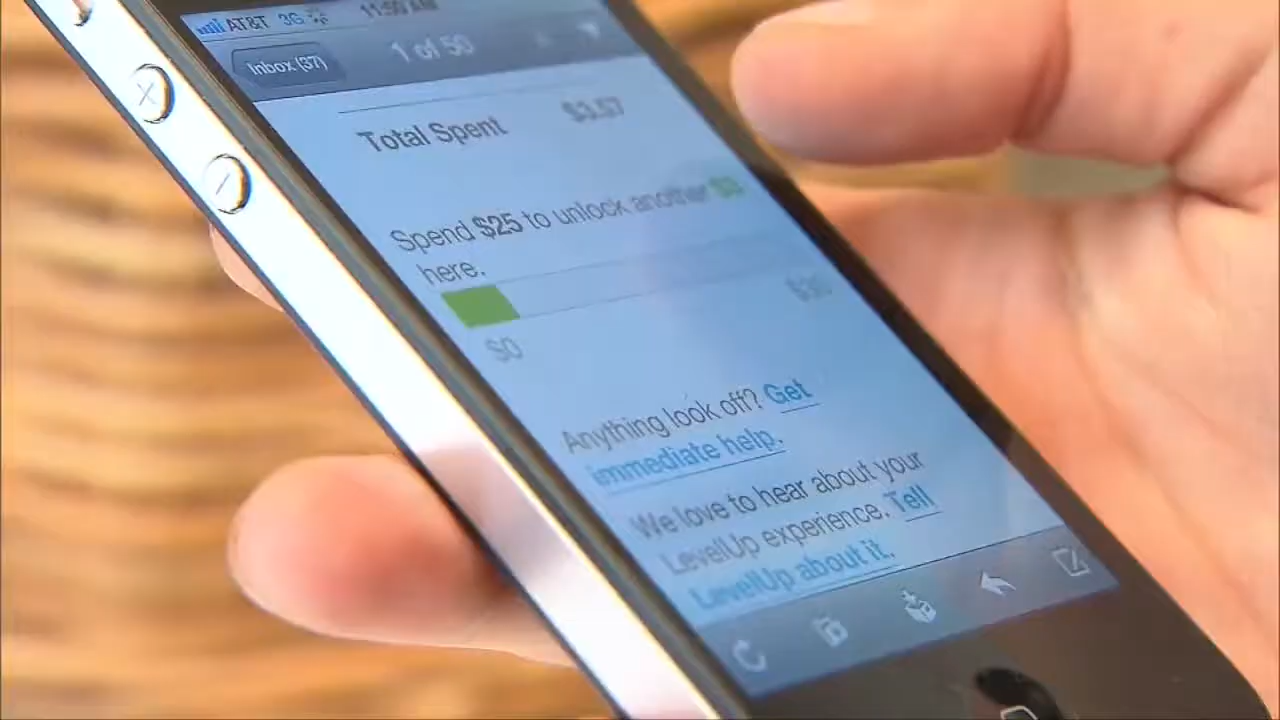 AT&T 3G
Inbox (37) 1 of 50
Total Spent
Spend $25 to unlock another
here.
$0
Anything look off? Get
immediate help.
We love to hear about your
LevelUp experience. Tell
LevelUp about it.